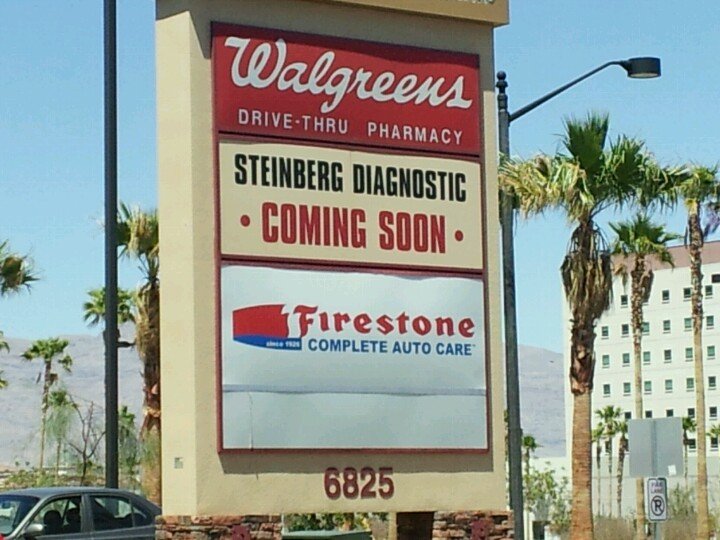 Walgreens
DRIVE-THRU PHARMACY
STEINBERG DIAGNOSTIC
• COMING SOON •
Firestone
since 1926
COMPLETE AUTO CARE
6825